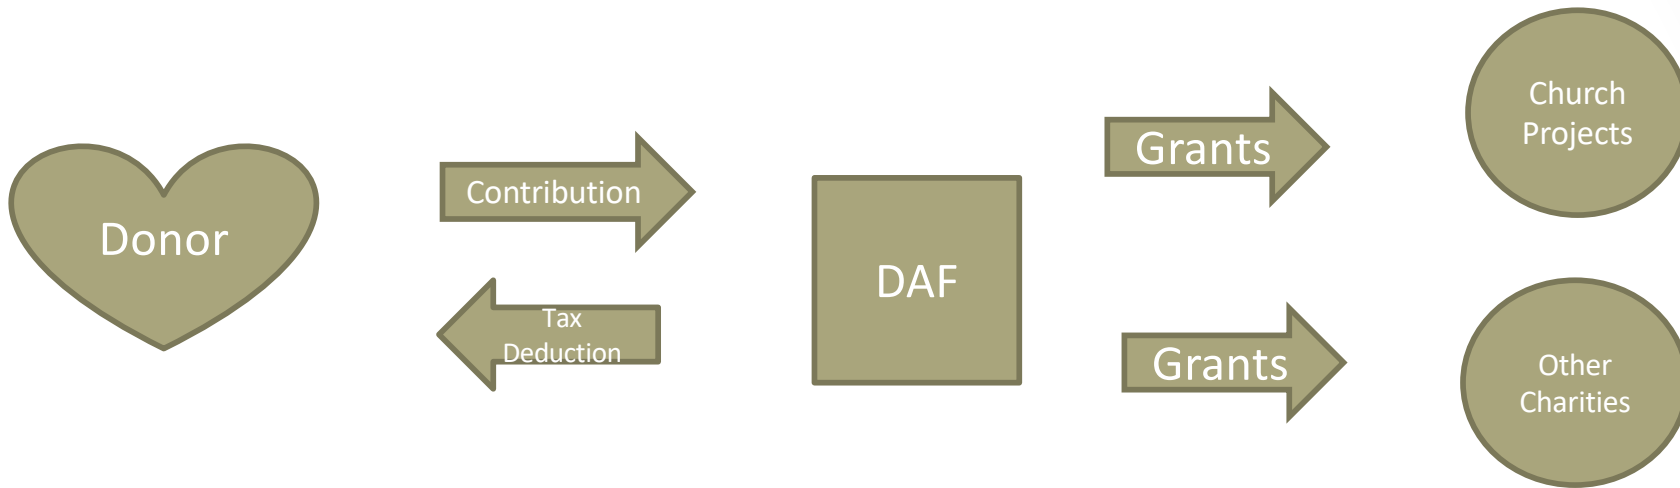 Donor
Contribution
Tax
Deduction
DAF
Grants
Grants
Church
Projects
Other
Charities